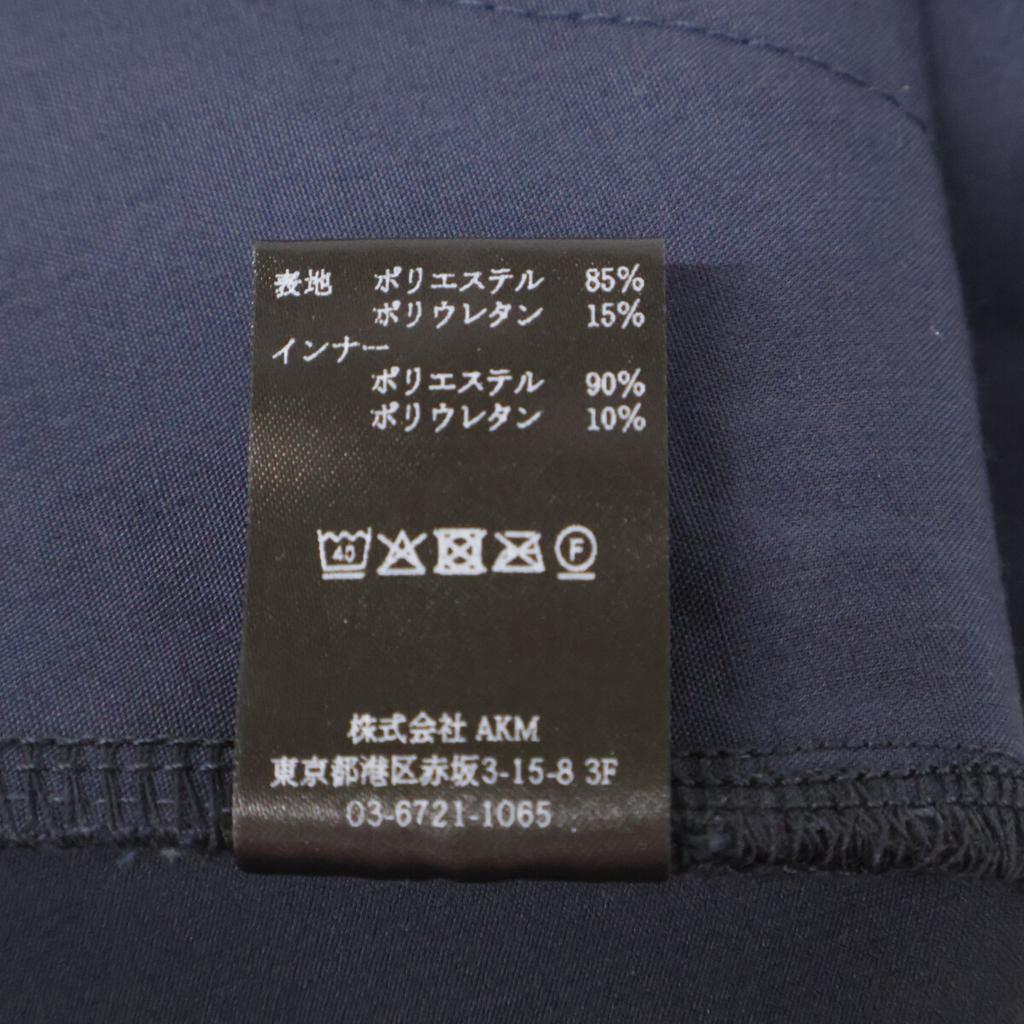 表地 ポリエステル 85%
ポリウレタン 15%
インナー
ポリエステル 90%
ポリウレタン 10%
40 F
株式会社 AKM
東京都港区赤坂3-15-8 3F
03-6721-1065